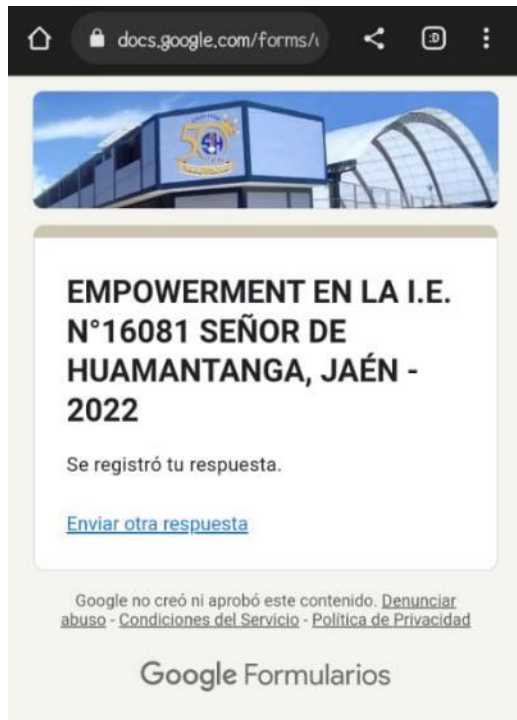 docs.google.com/forms/
:D
50
EMPOWERMENT EN LA I.E.
N°16081 SEÑOR DE
HUAMANTANGA, JAÉN -
2022
Se registró tu respuesta.
Enviar otra respuesta
Google no creó ni aprobó este contenido. Denunciar
abuso - Condiciones del Servicio - Política de Privacidad
Google Formularios